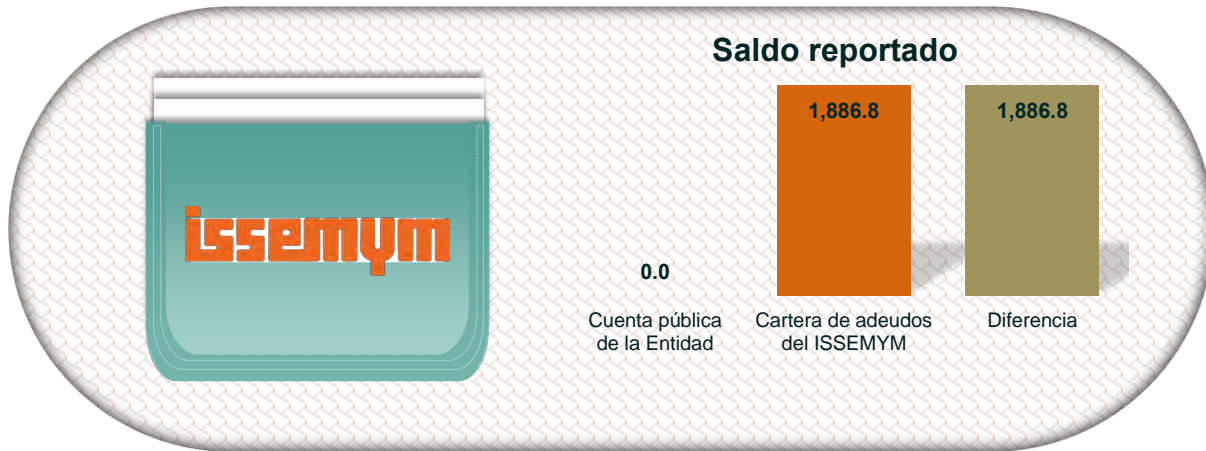 Saldo reportado
issemym
1,886.8
1,886.8
0.0
Cuenta pública
de la Entidad
Cartera de adeudos
del ISSEMYM
Diferencia